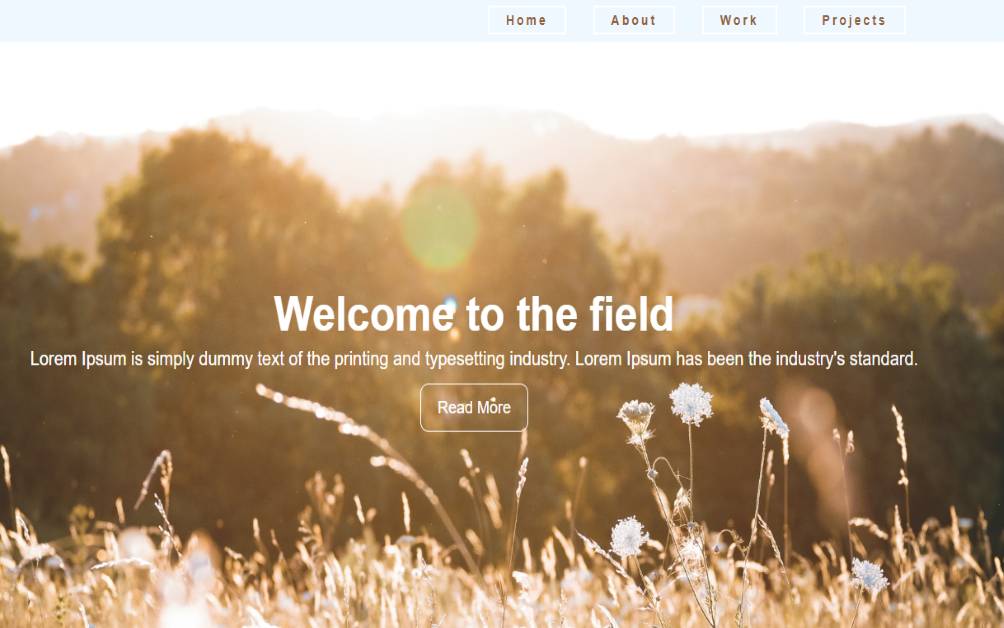 Home About Work Projects
Welcome to the field
Lorem Ipsum is simply dummy text of the printing and typesetting industry. Lorem Ipsum has been the industry's standard.
Read More